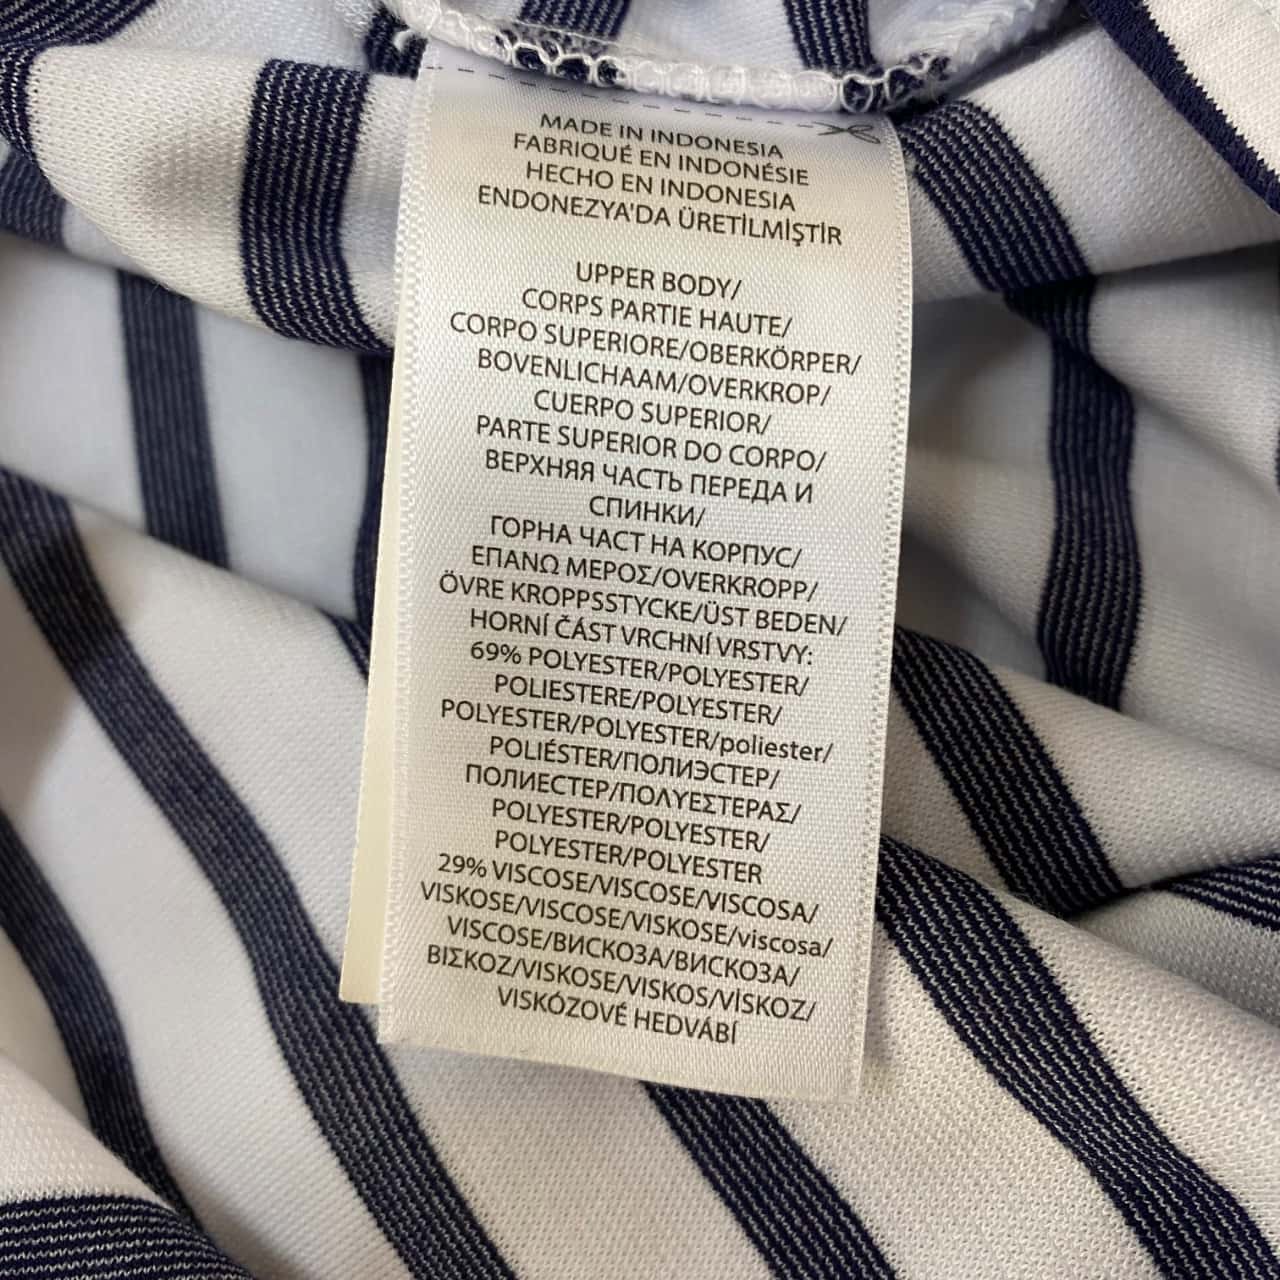 MADE IN INDONESIA
FABRIQUÉ EN INDONÉSIE
HECHO EN INDONESIA
ENDONEZYA'DA ÜRETİLMİŞTİR
UPPER BODY/
CORPS PARTIE HAUTE/
CORPO SUPERIORE/OBERKÖRPER/
BOVENLICHAAM/OVERKROP/
CUERPO SUPERIOR/
PARTE SUPERIOR DO CORPO/
ВЕРХНЯЯ ЧАСТЬ ПЕРЕДА И
СПИНКИ/
ГОРНА ЧАСТ НА КОРПУС/
ΕΠΑΝΩ ΜΕΡΟΣ/OVERKROPP/
ÖVRE KROPPSSTYCKE/ÜST BEDEN/
HORNÍ ČÁST VRCHNÍ VRSTVY:
69% POLYESTER/POLYESTER/
POLIESTERE/POLYESTER/
POLYESTER/POLYESTER/poliester/
POLIÉSTER/ПОЛИЭСТЕР/
ПОЛИЕСТЕР/ΠΟΛΥΕΣΤΕΡΑΣ/
POLYESTER/POLYESTER/
POLYESTER/POLYESTER
29% VISCOSE/VISCOSE/VISCOSA/
VISKOSE/VISCOSE/VISKOSE/viscosa/
VISCOSE/ВИСКОЗА/ВИСКОЗА/
ΒΙΣΚΟΖ/VISKOSE/VISKOS/VİSKOZ/
VISKÓZOVÉ HEDVÁBÍ